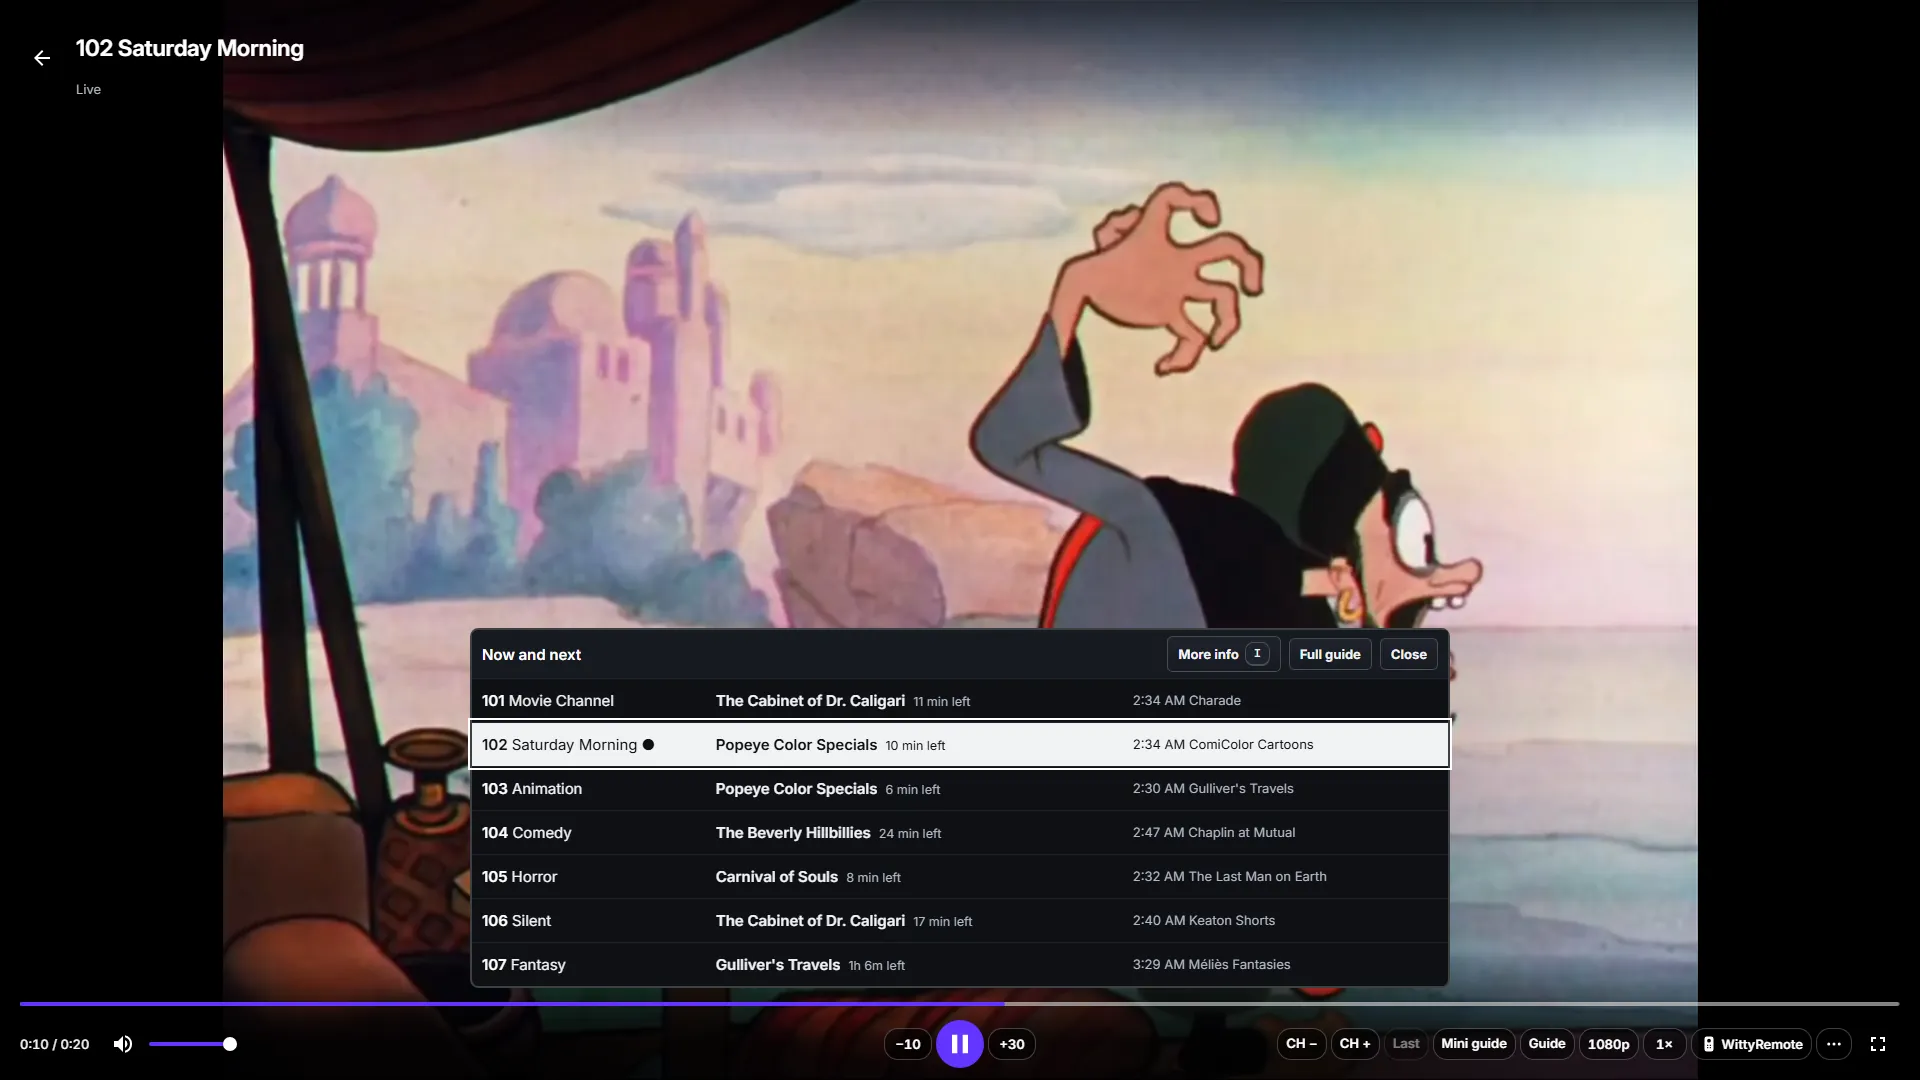 102 Saturday Morning
Live
Now and next
More info I
Full guide
Close
101 Movie Channel The Cabinet of Dr. Caligari 11 min left 2:34 AM Charade
102 Saturday Morning Popeye Color Specials 10 min left 2:34 AM ComiColor Cartoons
103 Animation Popeye Color Specials 6 min left 2:30 AM Gulliver's Travels
104 Comedy The Beverly Hillbillies 24 min left 2:47 AM Chaplin at Mutual
105 Horror Carnival of Souls 8 min left 2:32 AM The Last Man on Earth
106 Silent The Cabinet of Dr. Caligari 17 min left 2:40 AM Keaton Shorts
107 Fantasy Gulliver's Travels 1h 6m left 3:29 AM Méliès Fantasies
0:10 / 0:20
−10
+30
CH −
CH +
Last
Mini guide
Guide
1080p
1×
WittyRemote